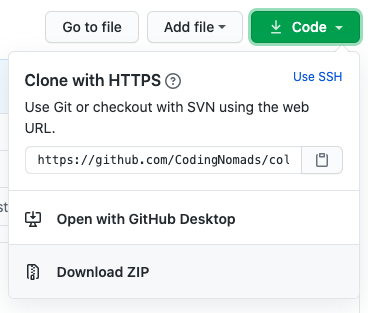 Go to file
Add file
Code
Clone with HTTPS
Use SSH
Use Git or checkout with SVN using the web
URL.
https://github.com/CodingNomads/col
Open with GitHub Desktop
Download ZIP
st